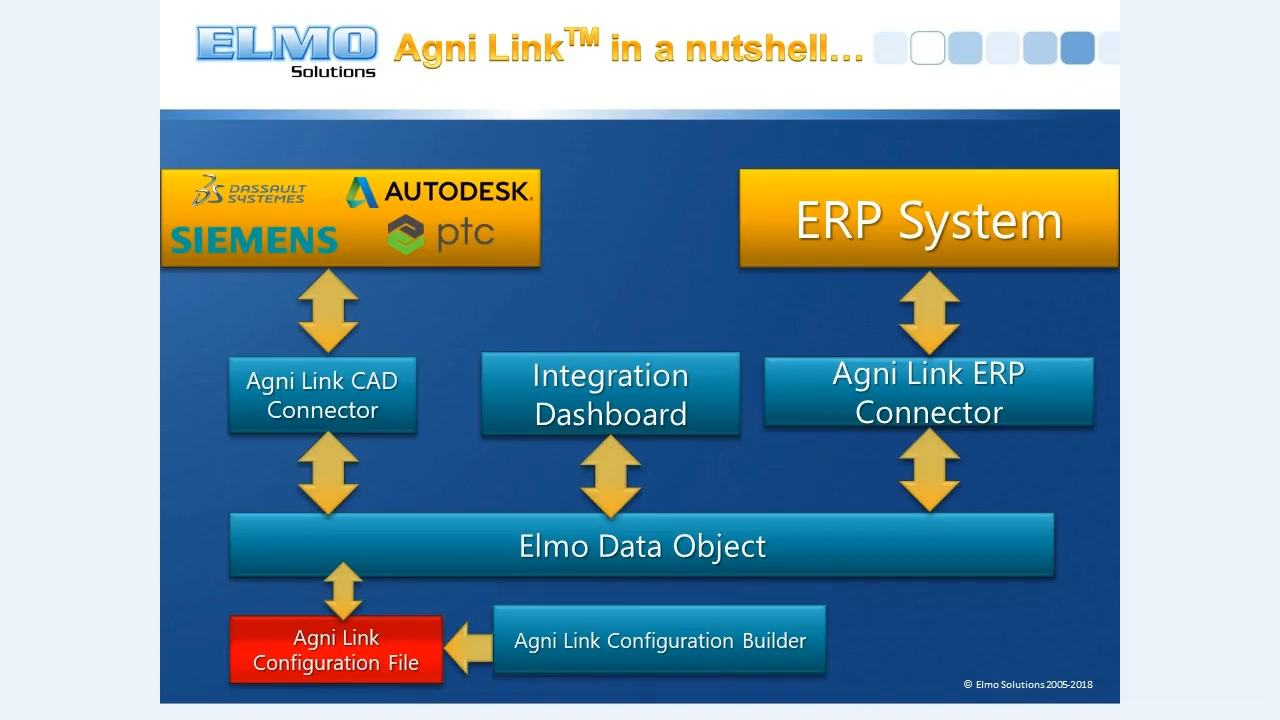 ELMO
Solutions
Agni Link™ in a nutshell...
DASSAULT
SYSTEMES
AUTODESK.
SIEMENS
ptc
ERP System
Agni Link CAD
Connector
Integration
Dashboard
Agni Link ERP
Connector
Elmo Data Object
Agni Link
Configuration File
Agni Link Configuration Builder
© Elmo Solutions 2005-2018